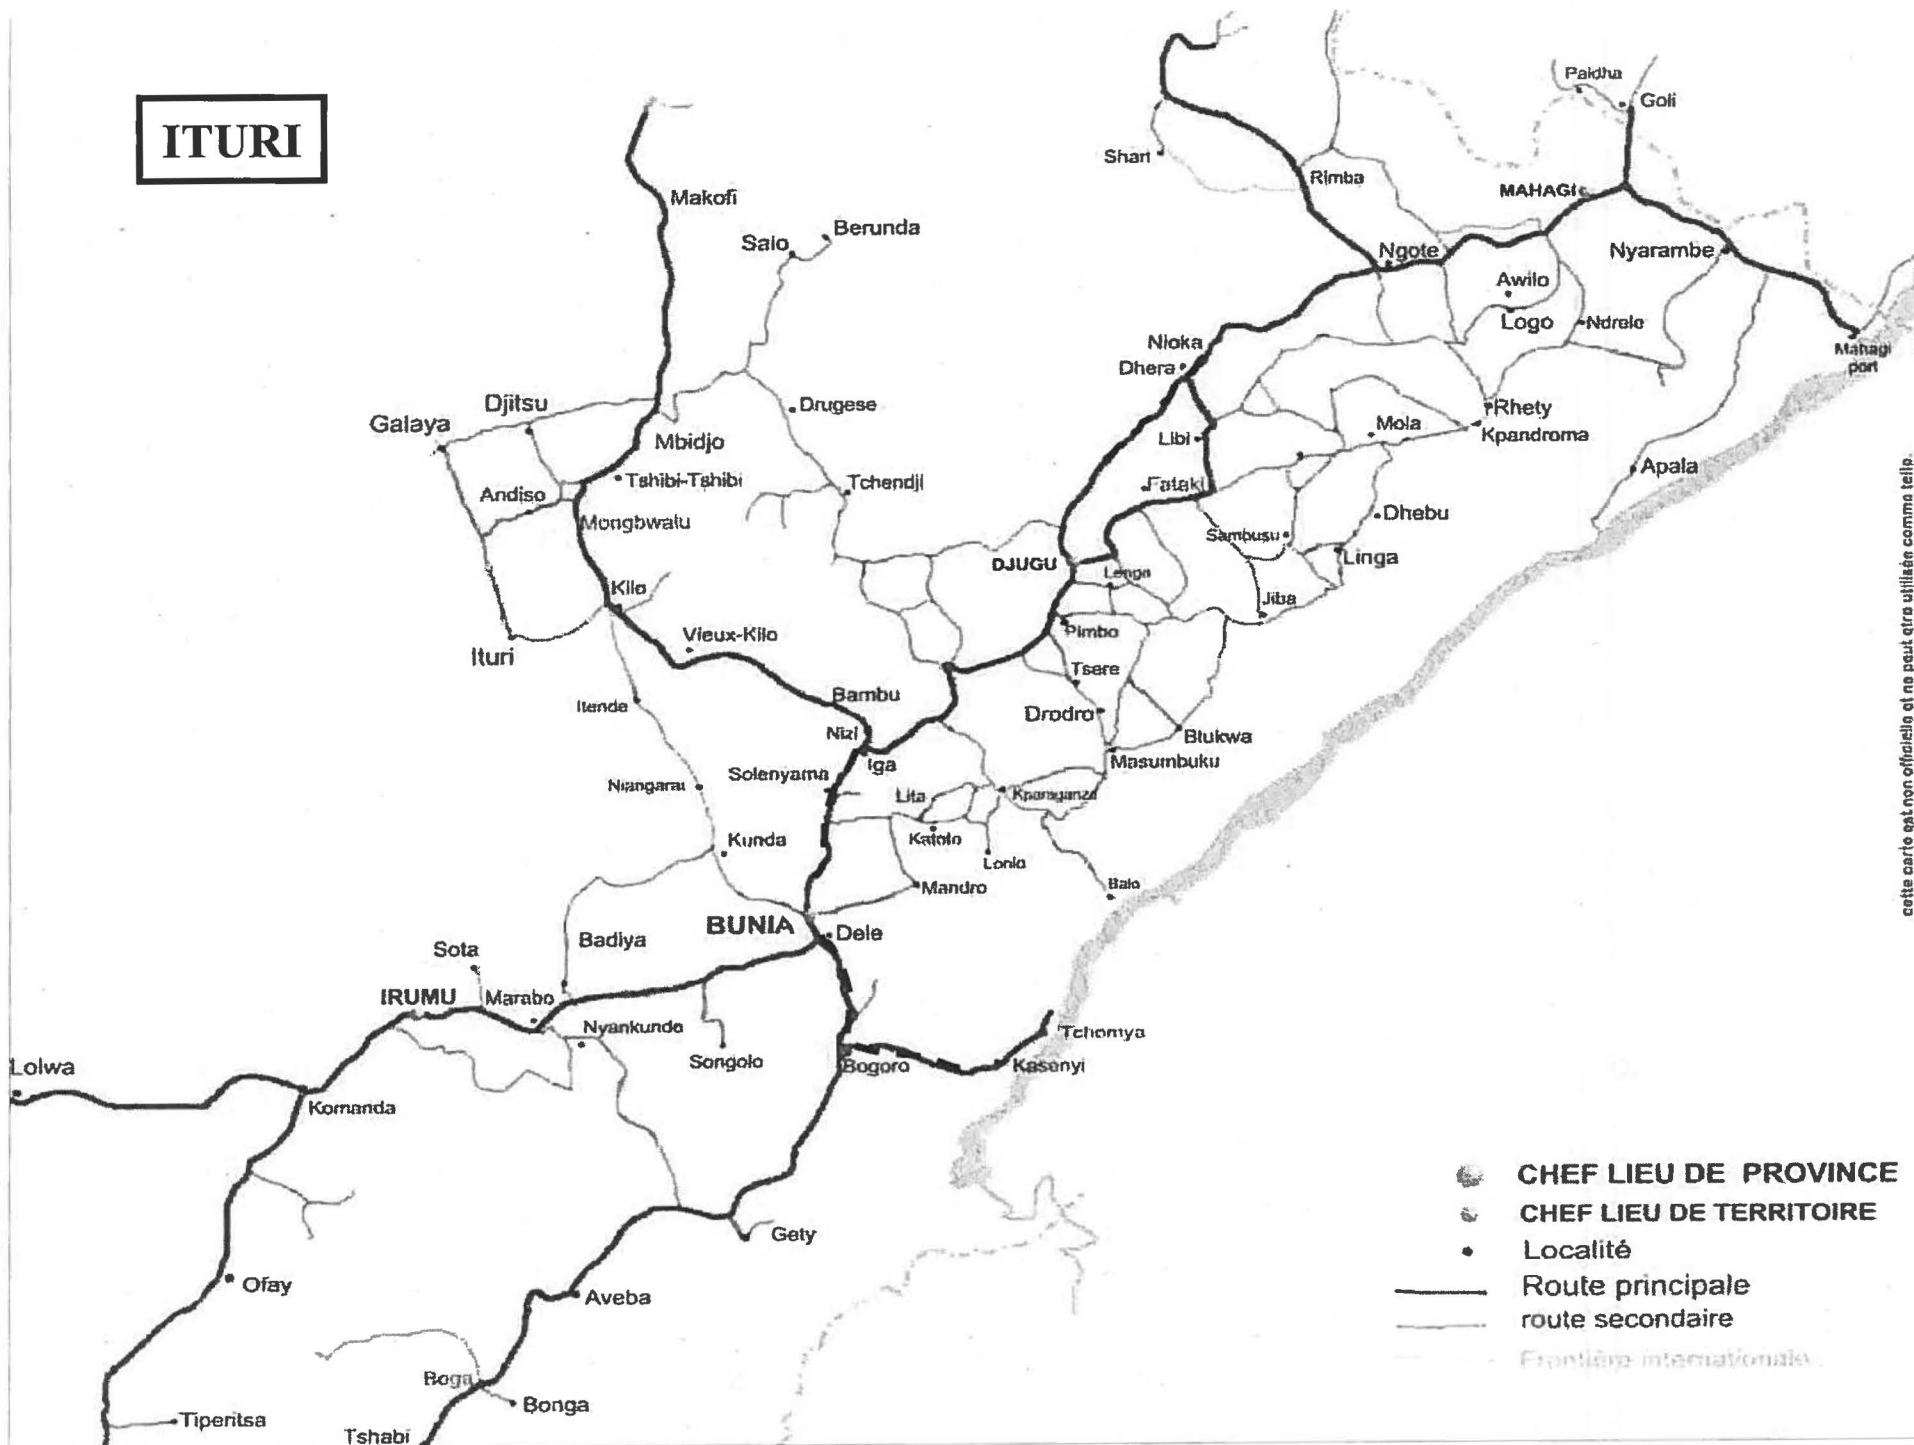 ITURI
Paidha
Goli
Shari
Rimba
MAHAGI
Makofi
Salo
Berunda
Ngote
Nyarambe
Awilo
Logo
Ndrele
Nioka
Dhera
Mahagi
port
Galaya
Djitsu
Drugese
Rhety
Mola
Kpandroma
Libi
Mbidjo
Tshibi-Tshibi
Andiso
Tchendji
Fataki
Apala
Mongbwalu
Dhebu
Sambusu
DJUGU
Linga
Lenga
Kilo
Jiba
Vieux-Kilo
Pimbo
Ituri
Tsere
Itende
Bambu
Drodro
Nizi
Blukwa
Iga
Masumbuku
Solenyama
Niangarai
Lita
Kparaganza
Kunda
Katoto
Lonlo
Mandro
Balo
BUNIA
Dele
Badiya
Sota
IRUMU
Marabo
Nyankunde
Songolo
Tchomya
Bogoro
Kasenyi
Lolwa
Komanda
Gety
Ofay
Aveba
Boga
Bonga
Tiperitsa
Tshabi
CHEF LIEU DE PROVINCE
CHEF LIEU DE TERRITOIRE
Localité
Route principale
route secondaire
Frontière internationale
cette carte est non officielle et ne peut etre utilisée comme telle.